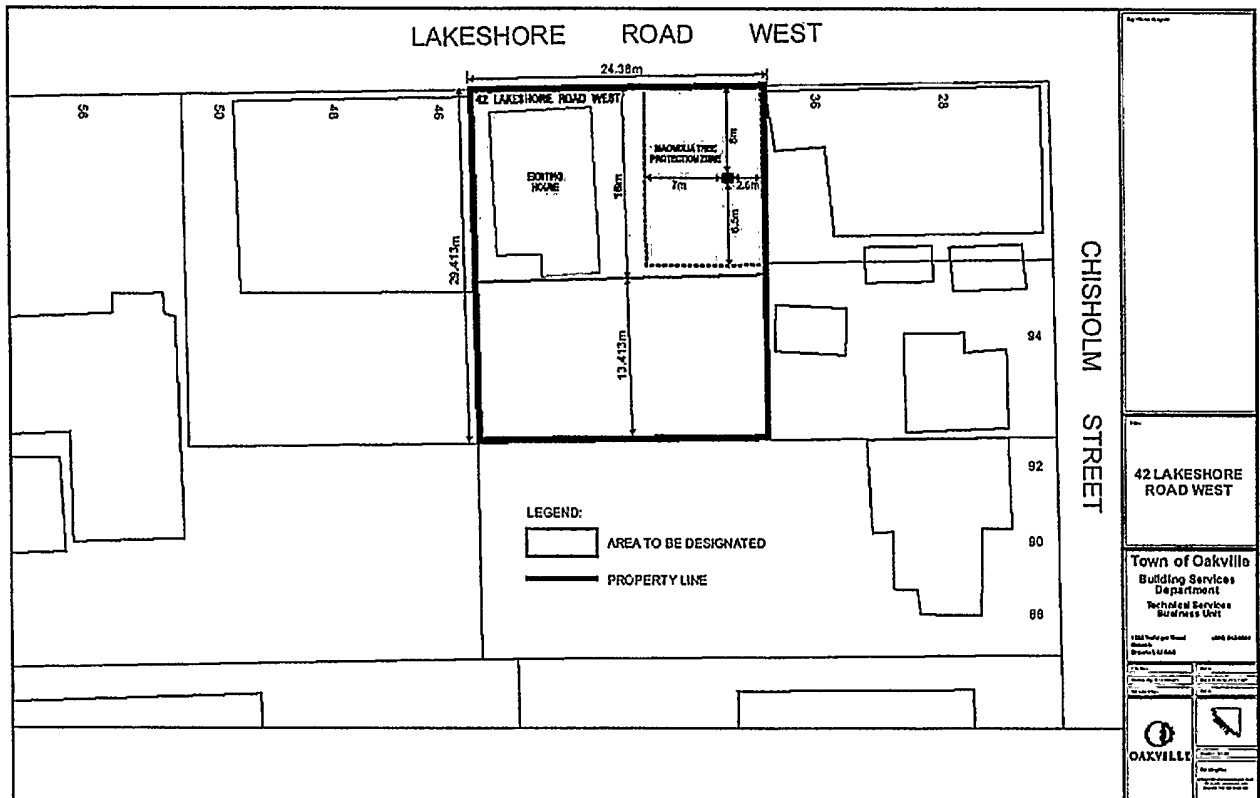 LAKESHORE ROAD WEST
24.38m
42 LAKESHORE ROAD WEST
56
50
48
46
36
28
EXISTING
HOUSE
16m
MAGNOLIA TREE
PROTECTION ZONE
8m
7m
2.6m
6.5m
29.413m
13.413m
CHISHOLM STREET
94
92
90
88
LEGEND:
AREA TO BE DESIGNATED
PROPERTY LINE
42 LAKESHORE
ROAD WEST
Town of Oakville
Building Services
Department
Technical Services
Business Unit
OAKVILLE